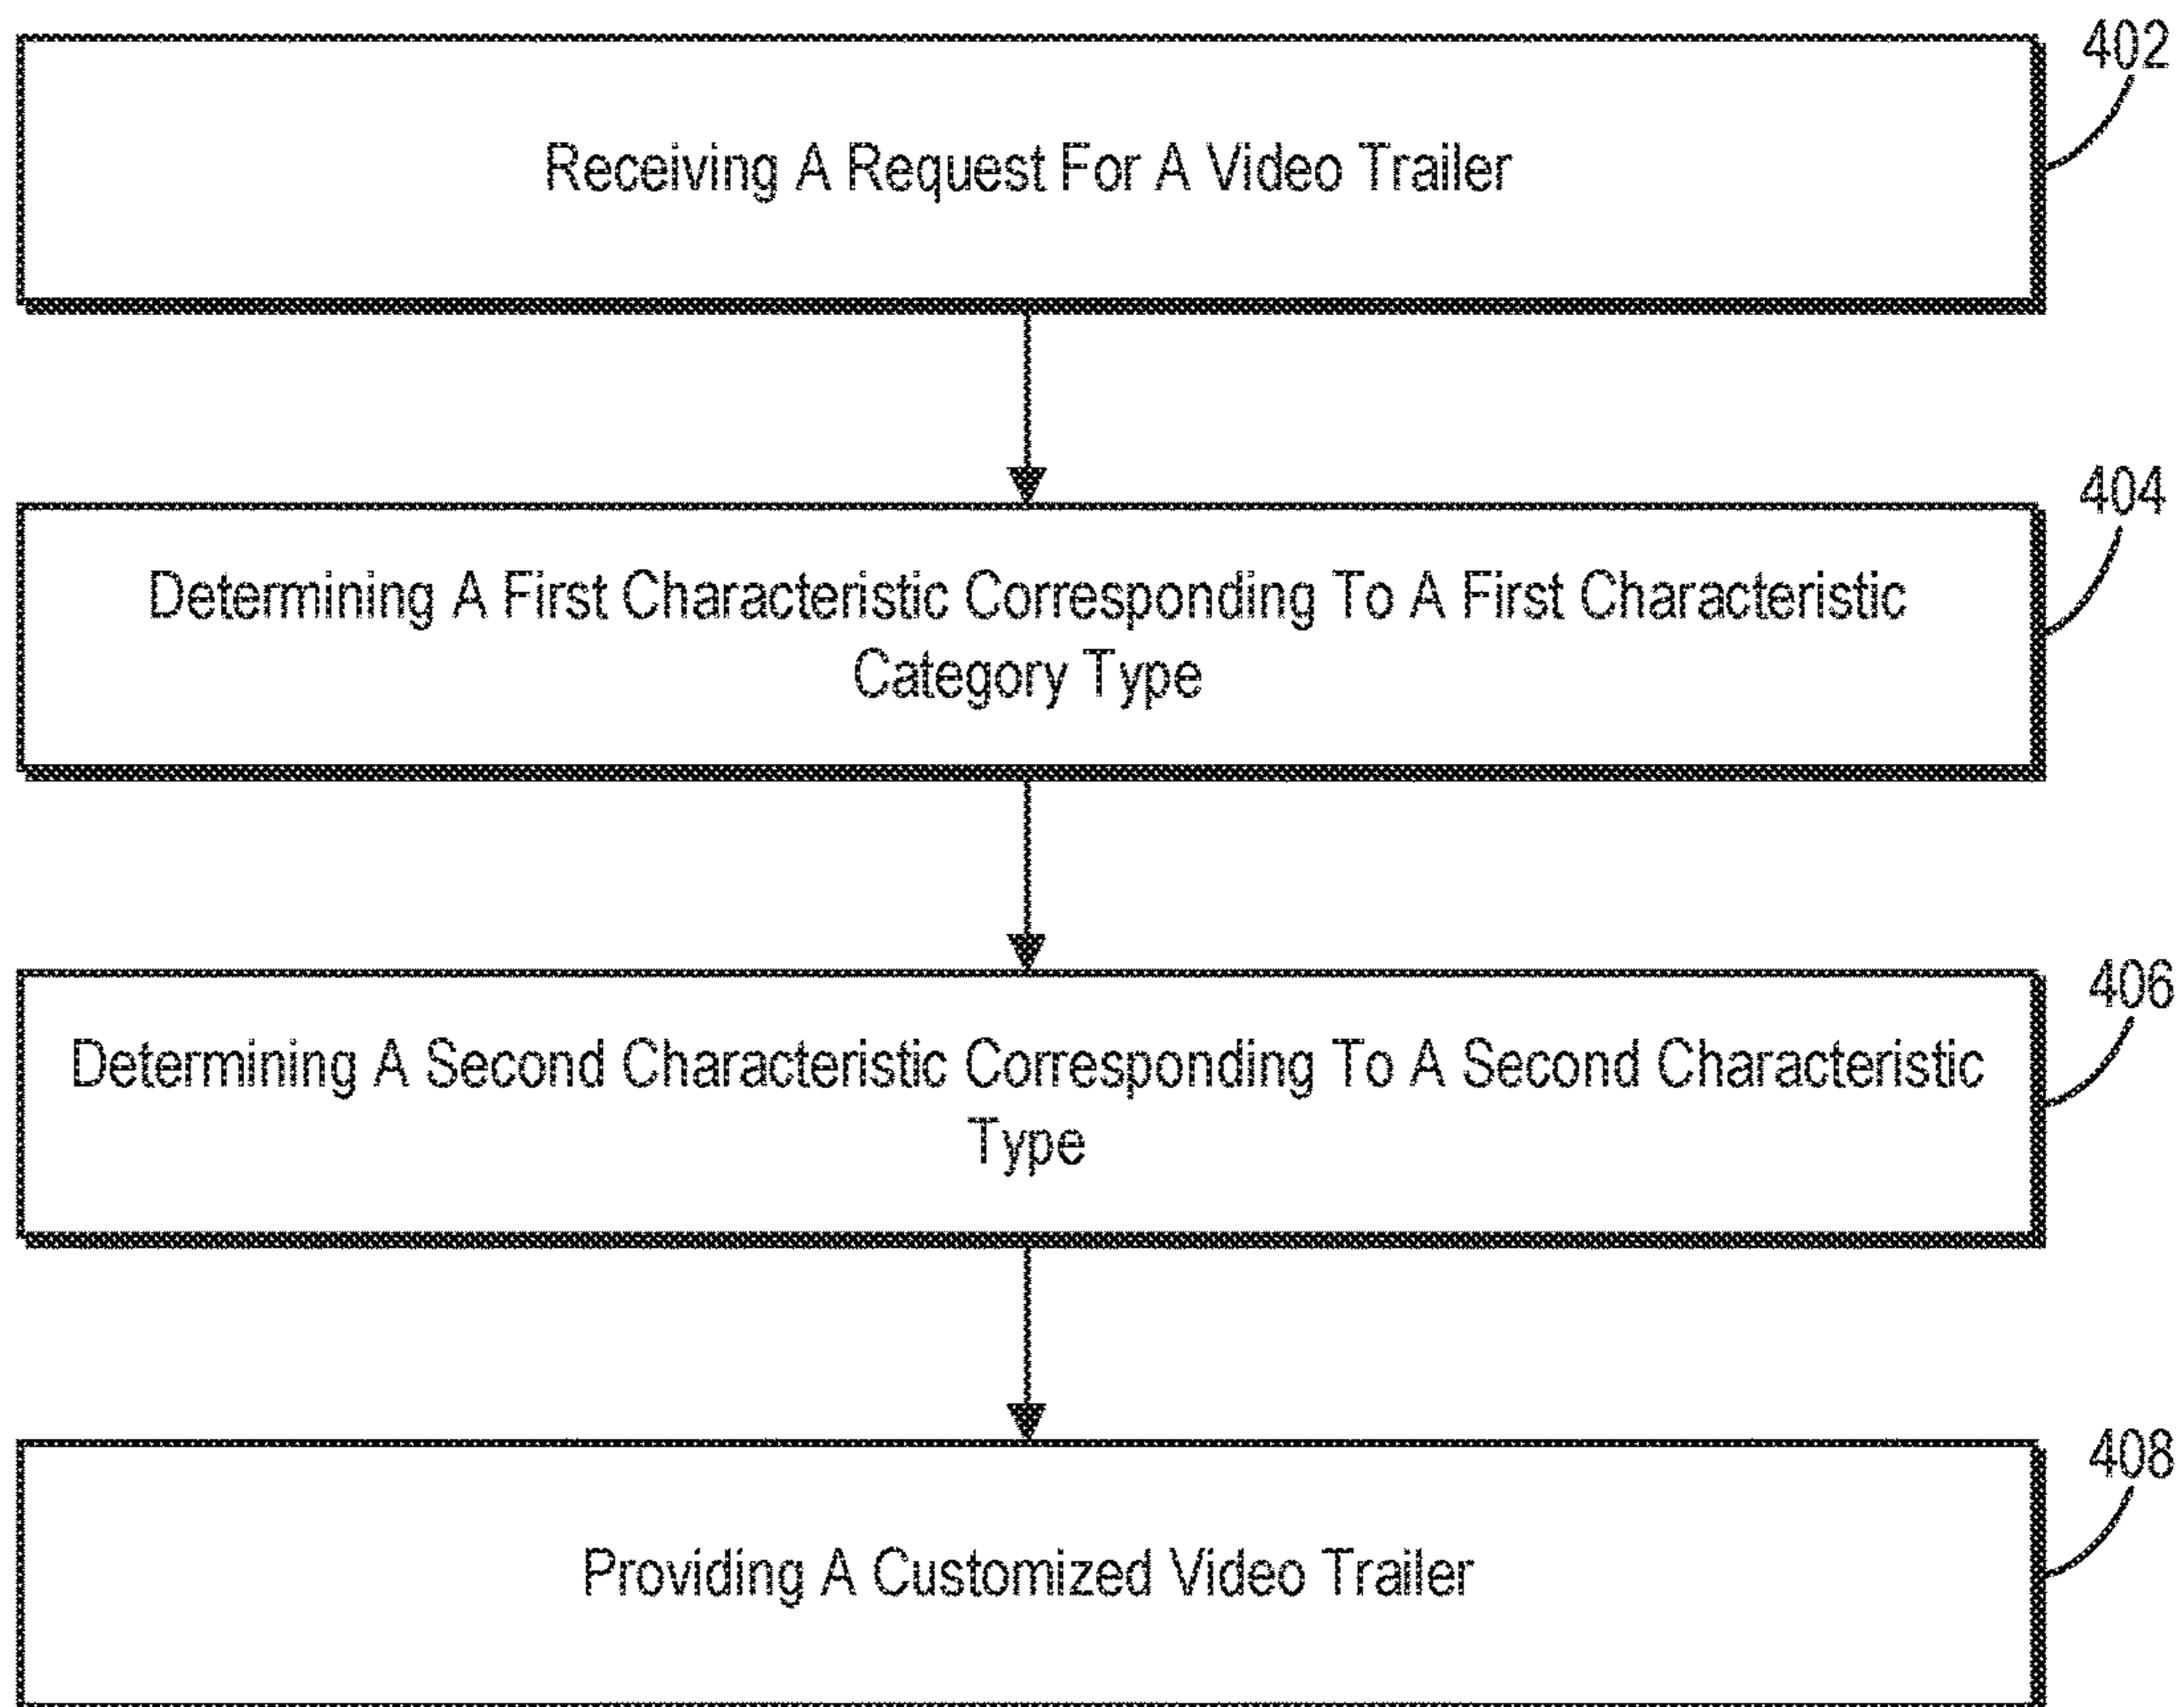 402
Receiving A Request For A Video Trailer
404
Determining A First Characteristic Corresponding To A First Characteristic
Category Type
406
Determining A Second Characteristic Corresponding To A Second Characteristic
Type
408
Providing A Customized Video Trailer